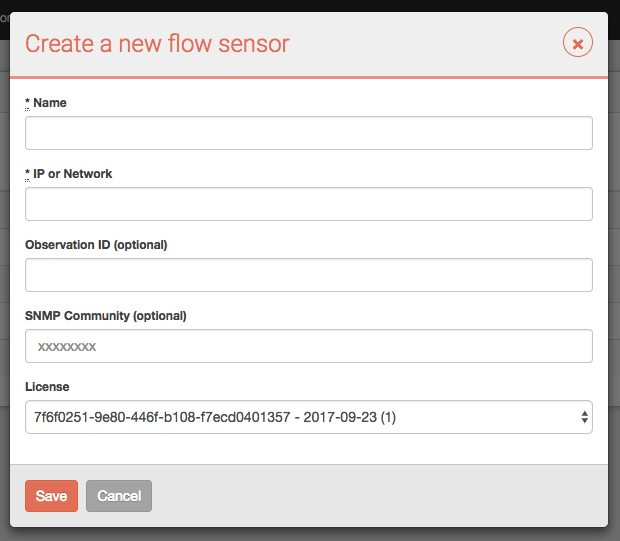 Create a new flow sensor
* Name
* IP or Network
Observation ID (optional)
SNMP Community (optional)
xxxxxxxx
License
7f6f0251-9e80-446f-b108-f7ecd0401357 - 2017-09-23 (1)
Save Cancel